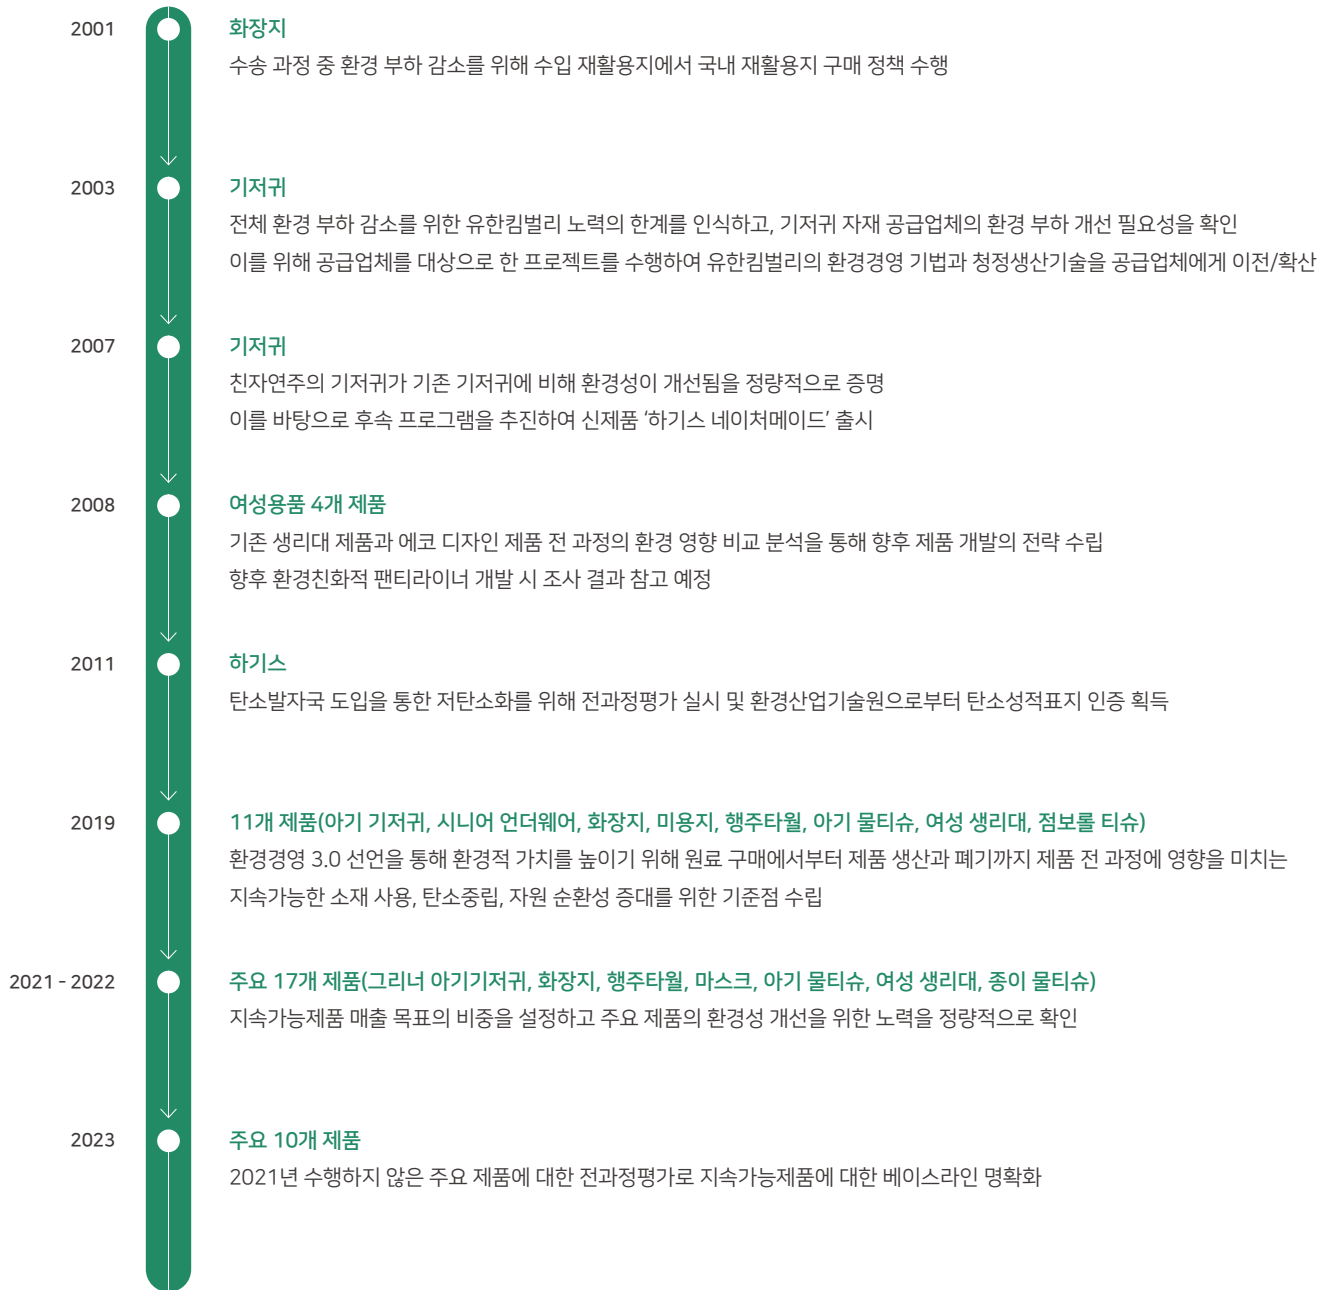 2001
화장지
수송 과정 중 환경 부하 감소를 위해 수입 재활용지에서 국내 재활용지 구매 정책 수행
2003
기저귀
전체 환경 부하 감소를 위한 유한킴벌리 노력의 한계를 인식하고, 기저귀 자재 공급업체의 환경 부하 개선 필요성을 확인
이를 위해 공급업체를 대상으로 한 프로젝트를 수행하여 유한킴벌리의 환경경영 기법과 청정생산기술을 공급업체에게 이전/확산
2007
기저귀
친자연주의 기저귀가 기존 기저귀에 비해 환경성이 개선됨을 정량적으로 증명
이를 바탕으로 후속 프로그램을 추진하여 신제품 ‘하기스 네이처메이드’ 출시
2008
여성용품 4개 제품
기존 생리대 제품과 에코 디자인 제품 전 과정의 환경 영향 비교 분석을 통해 향후 제품 개발의 전략 수립
향후 환경친화적 팬티라이너 개발 시 조사 결과 참고 예정
2011
하기스
탄소발자국 도입을 통한 저탄소화를 위해 전과정평가 실시 및 환경산업기술원으로부터 탄소성적표지 인증 획득
2019
11개 제품(아기 기저귀, 시니어 언더웨어, 화장지, 미용지, 행주타월, 아기 물티슈, 여성 생리대, 점보롤 티슈)
환경경영 3.0 선언을 통해 환경적 가치를 높이기 위해 원료 구매에서부터 제품 생산과 폐기까지 제품 전 과정에 영향을 미치는
지속가능한 소재 사용, 탄소중립, 자원 순환성 증대를 위한 기준점 수립
2021 - 2022
주요 17개 제품(그리너 아기기저귀, 화장지, 행주타월, 마스크, 아기 물티슈, 여성 생리대, 종이 물티슈)
지속가능제품 매출 목표의 비중을 설정하고 주요 제품의 환경성 개선을 위한 노력을 정량적으로 확인
2023
주요 10개 제품
2021년 수행하지 않은 주요 제품에 대한 전과정평가로 지속가능제품에 대한 베이스라인 명확화